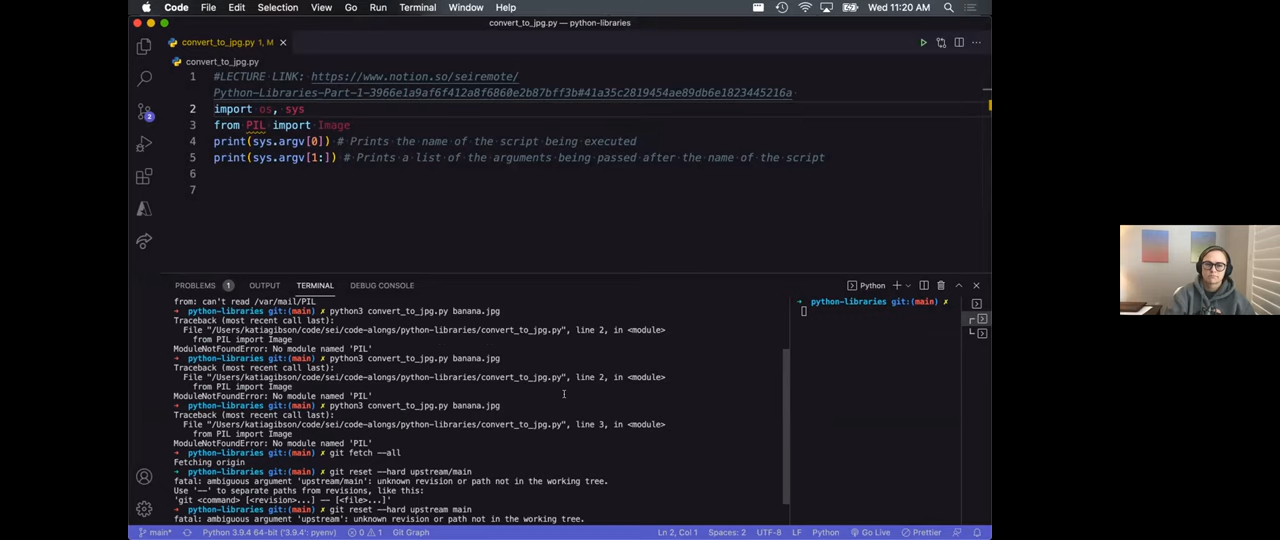 Code File Edit Selection View Go Run Terminal Window Help Wed 11:20 AM
convert_to_jpg.py — python-libraries
convert_to_jpg.py 1, M
convert_to_jpg.py
1 #LECTURE LINK: https://www.notion.so/seiremote/
Python-Libraries-Part-1-3966e1a9af6f412a8f6860e2b87bff3b#41a35c2819454ae89db6e1823445216a
2 import os, sys
3 from PIL import Image
4 print(sys.argv[0]) # Prints the name of the script being executed
5 print(sys.argv[1:]) # Prints a list of the arguments being passed after the name of the script
6
7
2
PROBLEMS 1 OUTPUT TERMINAL DEBUG CONSOLE Python
from: can't read /var/mail/PIL
➜ python-libraries git:(main) ✗ python3 convert_to_jpg.py banana.jpg
Traceback (most recent call last):
File "/Users/katiagibson/code/sei/code-alongs/python-libraries/convert_to_jpg.py", line 2, in <module>
from PIL import Image
ModuleNotFoundError: No module named 'PIL'
➜ python-libraries git:(main) ✗ python3 convert_to_jpg.py banana.jpg
Traceback (most recent call last):
File "/Users/katiagibson/code/sei/code-alongs/python-libraries/convert_to_jpg.py", line 2, in <module>
from PIL import Image
ModuleNotFoundError: No module named 'PIL'
➜ python-libraries git:(main) ✗ python3 convert_to_jpg.py banana.jpg
Traceback (most recent call last):
File "/Users/katiagibson/code/sei/code-alongs/python-libraries/convert_to_jpg.py", line 3, in <module>
from PIL import Image
ModuleNotFoundError: No module named 'PIL'
➜ python-libraries git:(main) ✗ git fetch --all
Fetching origin
➜ python-libraries git:(main) ✗ git reset --hard upstream/main
fatal: ambiguous argument 'upstream/main': unknown revision or path not in the working tree.
Use '--' to separate paths from revisions, like this:
'git <command> [<revision>...] -- [<file>...]'
➜ python-libraries git:(main) ✗ git reset --hard upstream main
fatal: ambiguous argument 'upstream': unknown revision or path not in the working tree.
➜ python-libraries git:(main) ✗
main* Python 3.9.4 64-bit ('3.9.4': pyenv) 0 1 Git Graph Ln 2, Col 1 Spaces: 2 UTF-8 LF Python Go Live Prettier